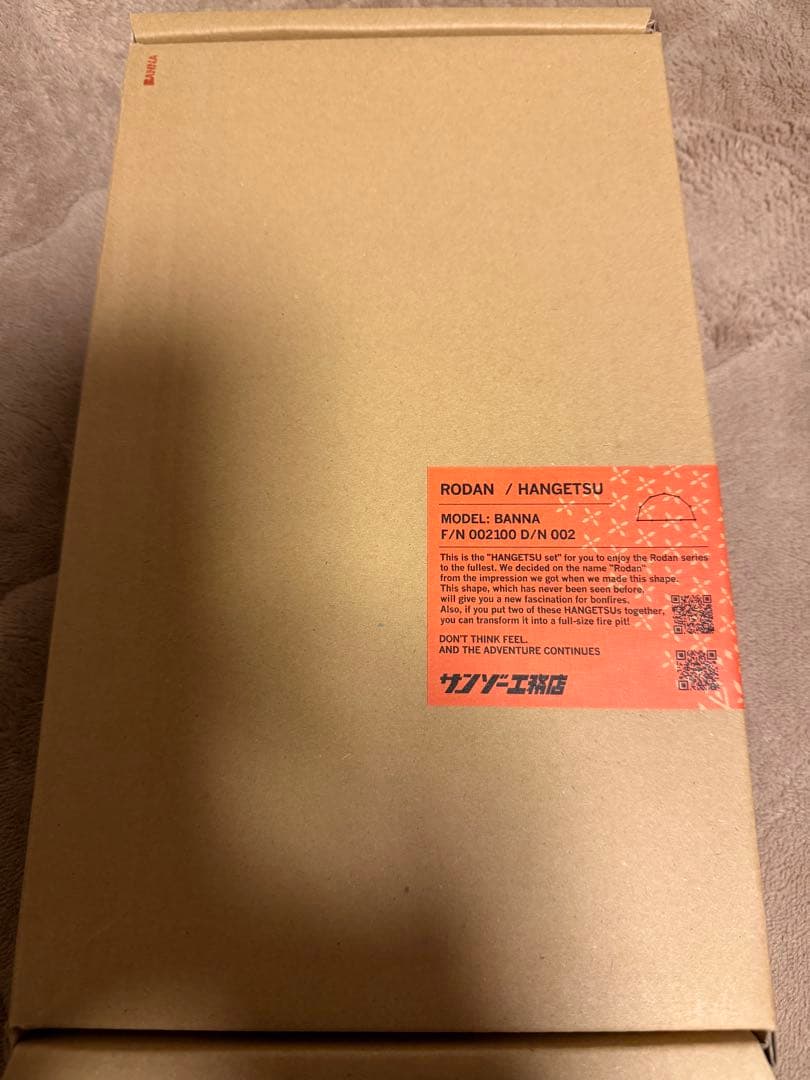 BANNA
RODAN / HANGETSU
MODEL: BANNA
F/N 002100 D/N 002
This is the "HANGETSU set" for you to enjoy the Rodan series
to the fullest. We decided on the name "Rodan"
from the impression we got when we made this shape.
This shape, which has never been seen before,
will give you a new fascination for bonfires.
Also, if you put two of these HANGETSUs together,
you can transform it into a full-size fire pit!
DON'T THINK FEEL.
AND THE ADVENTURE CONTINUES
サンゾー工務店